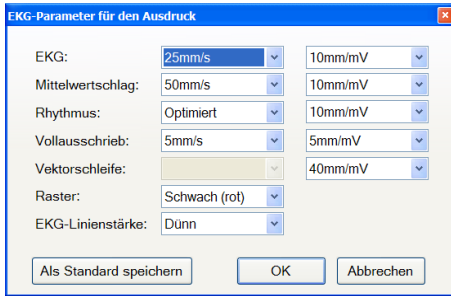 EKG-Parameter für den Ausdruck
EKG: 25mm/s 10mm/mV
Mittelwertschlag: 50mm/s 10mm/mV
Rhythmus: Optimiert 10mm/mV
Vollausschrieb: 5mm/s 5mm/mV
Vektorschleife: 40mm/mV
Raster: Schwach (rot)
EKG-Linienstärke: Dünn
Als Standard speichern OK Abbrechen